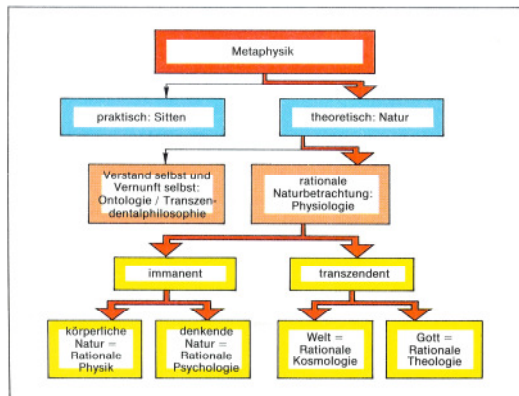 Metaphysik
praktisch: Sitten
theoretisch: Natur
Verstand selbst und
Vernunft selbst:
Ontologie / Transzen-
dentalphilosophie
rationale
Naturbetrachtung:
Physiologie
immanent
transzendent
körperliche
Natur =
Rationale
Physik
denkende
Natur =
Rationale
Psychologie
Welt =
Rationale
Kosmologie
Gott =
Rationale
Theologie